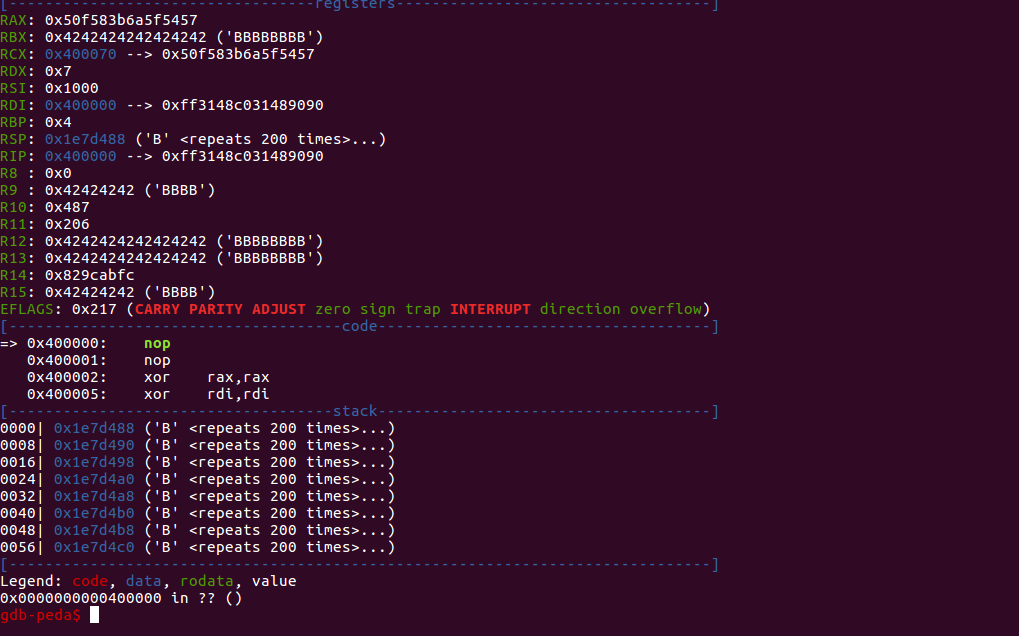 [----------------------------------registers-----------------------------------]
RAX: 0x50f583b6a5f5457
RBX: 0x4242424242424242 ('BBBBBBBB')
RCX: 0x400070 --> 0x50f583b6a5f5457
RDX: 0x7
RSI: 0x1000
RDI: 0x400000 --> 0xff3148c031489090
RBP: 0x4
RSP: 0x1e7d488 ('B' <repeats 200 times>...)
RIP: 0x400000 --> 0xff3148c031489090
R8 : 0x0
R9 : 0x42424242 ('BBBB')
R10: 0x487
R11: 0x206
R12: 0x4242424242424242 ('BBBBBBBB')
R13: 0x4242424242424242 ('BBBBBBBB')
R14: 0x829cabfc
R15: 0x42424242 ('BBBB')
EFLAGS: 0x217 (CARRY PARITY ADJUST zero sign trap INTERRUPT direction overflow)
[-------------------------------------code-------------------------------------]
=> 0x400000:    nop
   0x400001:    nop
   0x400002:    xor    rax,rax
   0x400005:    xor    rdi,rdi
[------------------------------------stack-------------------------------------]
0000| 0x1e7d488 ('B' <repeats 200 times>...)
0008| 0x1e7d490 ('B' <repeats 200 times>...)
0016| 0x1e7d498 ('B' <repeats 200 times>...)
0024| 0x1e7d4a0 ('B' <repeats 200 times>...)
0032| 0x1e7d4a8 ('B' <repeats 200 times>...)
0040| 0x1e7d4b0 ('B' <repeats 200 times>...)
0048| 0x1e7d4b8 ('B' <repeats 200 times>...)
0056| 0x1e7d4c0 ('B' <repeats 200 times>...)
[------------------------------------------------------------------------------]
Legend: code, data, rodata, value
0x0000000000400000 in ?? ()
gdb-peda$